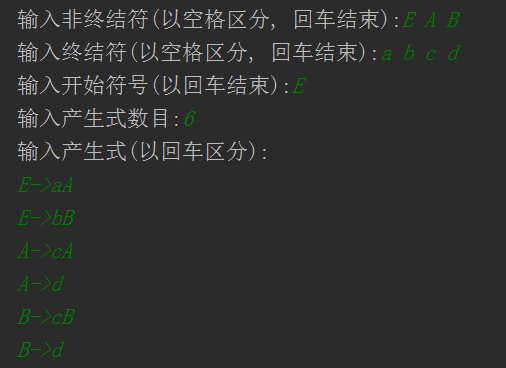 输入非终结符(以空格区分, 回车结束):E A B
输入终结符(以空格区分, 回车结束):a b c d
输入开始符号(以回车结束):E
输入产生式数目:6
输入产生式(以回车区分):
E->aA
E->bB
A->cA
A->d
B->cB
B->d